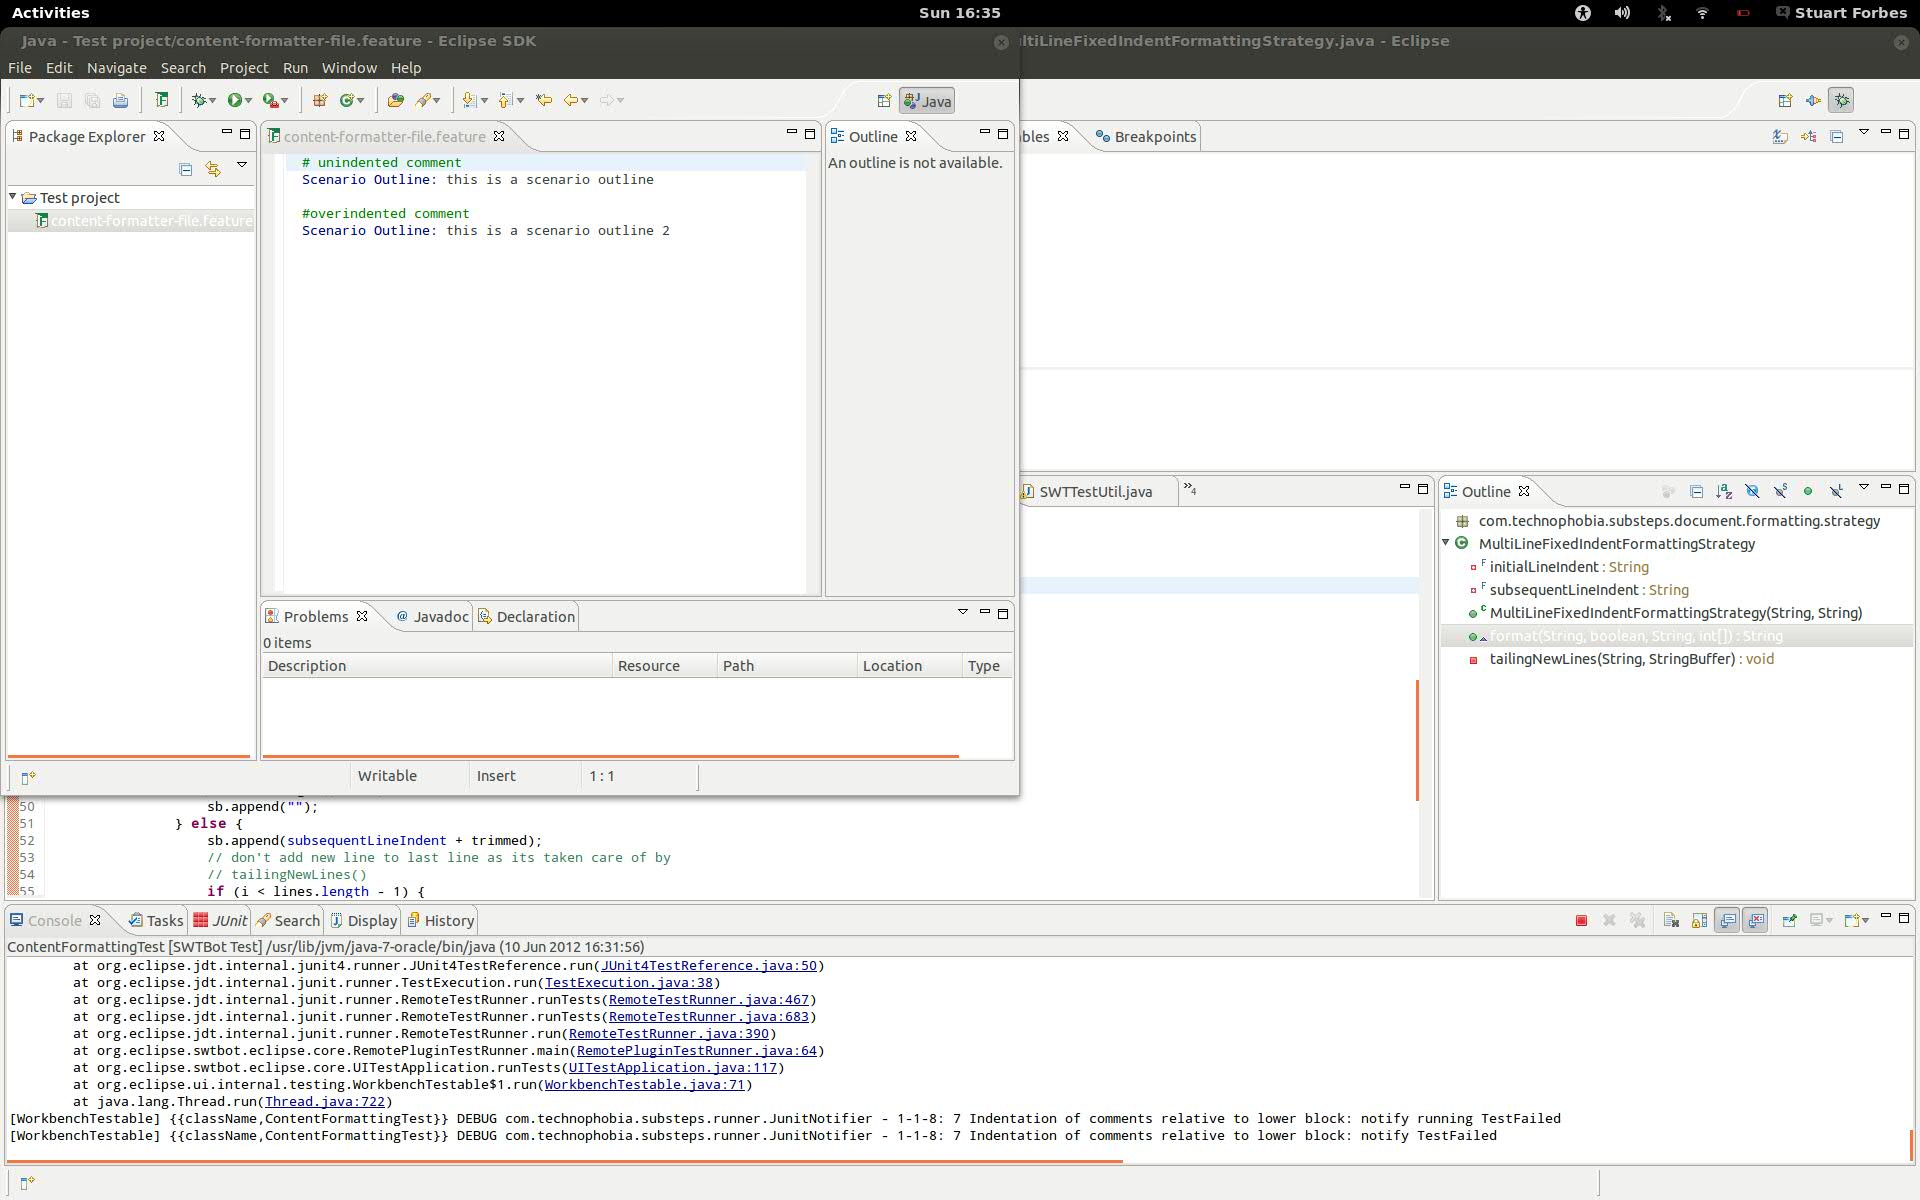 Activities
Sun 16:35
Stuart Forbes
Java - Test project/content-formatter-file.feature - Eclipse SDK
ltiLineFixedIndentFormattingStrategy.java - Eclipse
File Edit Navigate Search Project Run Window Help
Java
Package Explorer
content-formatter-file.feature
Outline
bles
Breakpoints
Test project
content-formatter-file.feature
# unindented comment
Scenario Outline: this is a scenario outline
#overindented comment
Scenario Outline: this is a scenario outline 2
An outline is not available.
SWTTestUtil.java
»4
Outline
com.technophobia.substeps.document.formatting.strategy
MultiLineFixedIndentFormattingStrategy
initialLineIndent : String
subsequentLineIndent : String
MultiLineFixedIndentFormattingStrategy(String, String)
format(String, boolean, String, int[]) : String
tailingNewLines(String, StringBuffer) : void
Problems
Javadoc
Declaration
0 items
Description Resource Path Location Type
Writable Insert 1 : 1
50 sb.append("");
51 } else {
52 sb.append(subsequentLineIndent + trimmed);
53 // don't add new line to last line as its taken care of by
54 // tailingNewLines()
55 if (i < lines.length - 1) {
Console Tasks JUnit Search Display History
ContentFormattingTest [SWTBot Test] /usr/lib/jvm/java-7-oracle/bin/java (10 Jun 2012 16:31:56)
at org.eclipse.jdt.internal.junit4.runner.JUnit4TestReference.run(JUnit4TestReference.java:50)
at org.eclipse.jdt.internal.junit.runner.TestExecution.run(TestExecution.java:38)
at org.eclipse.jdt.internal.junit.runner.RemoteTestRunner.runTests(RemoteTestRunner.java:467)
at org.eclipse.jdt.internal.junit.runner.RemoteTestRunner.runTests(RemoteTestRunner.java:683)
at org.eclipse.jdt.internal.junit.runner.RemoteTestRunner.run(RemoteTestRunner.java:390)
at org.eclipse.swtbot.eclipse.core.RemotePluginTestRunner.main(RemotePluginTestRunner.java:64)
at org.eclipse.swtbot.eclipse.core.UITestApplication.runTests(UITestApplication.java:117)
at org.eclipse.ui.internal.testing.WorkbenchTestable$1.run(WorkbenchTestable.java:71)
at java.lang.Thread.run(Thread.java:722)
[WorkbenchTestable] {{className,ContentFormattingTest}} DEBUG com.technophobia.substeps.runner.JunitNotifier - 1-1-8: 7 Indentation of comments relative to lower block: notify running TestFailed
[WorkbenchTestable] {{className,ContentFormattingTest}} DEBUG com.technophobia.substeps.runner.JunitNotifier - 1-1-8: 7 Indentation of comments relative to lower block: notify TestFailed